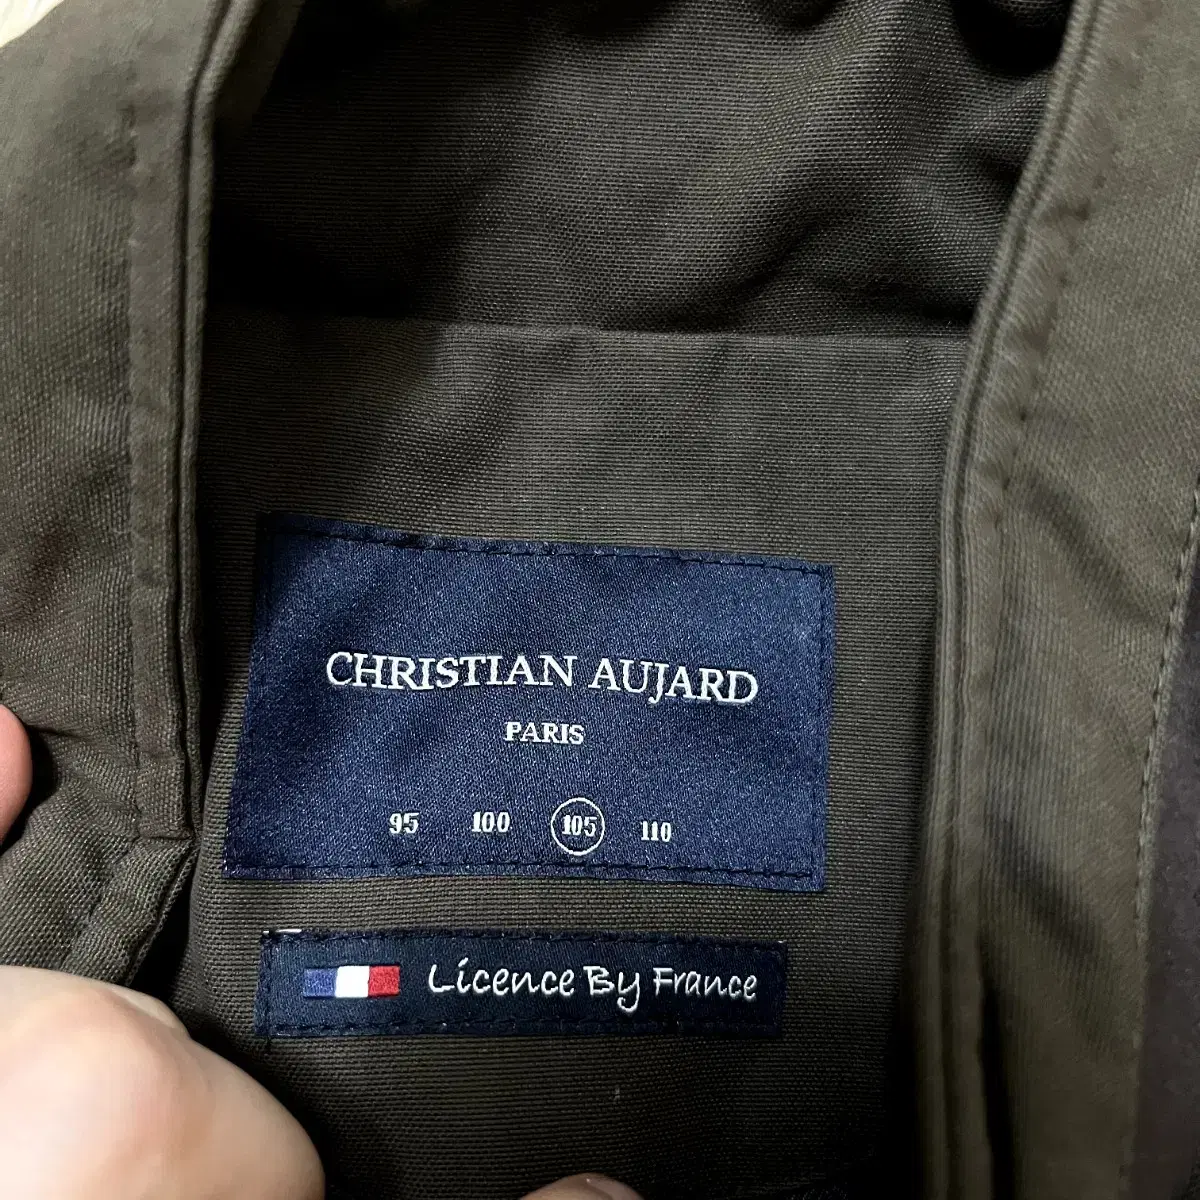 CHRISTIAN AUJARD
PARIS
95 100 105 110
Licence By France